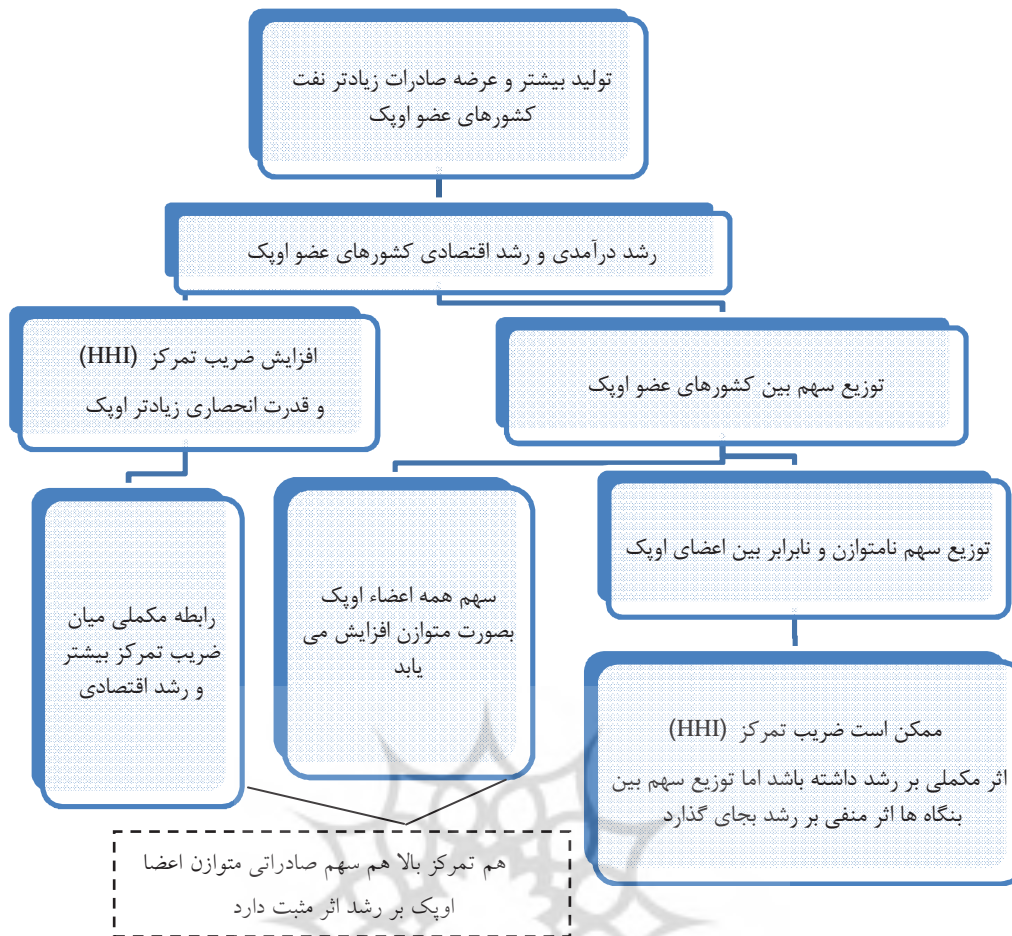 تولید بیشتر و عرضه صادرات زیادتر نفت
کشورهای عضو اوپک
رشد درآمدی و رشد اقتصادی کشورهای عضو اوپک
افزایش ضریب تمرکز (HHI)
و قدرت انحصاری زیادتر اوپک
توزیع سهم بین کشورهای عضو اوپک
رابطه مکملی میان
ضریب تمرکز بیشتر
و رشد اقتصادی
سهم همه اعضاء اوپک
بصورت متوازن افزایش می
یابد
توزیع سهم نامتوازن و نابرابر بین اعضای اوپک
ممکن است ضریب تمرکز (HHI)
اثر مکملی بر رشد داشته باشد اما توزیع سهم بین
بنگاه ها اثر منفی بر رشد بجای گذارد
هم تمرکز بالا هم سهم صادراتی متوازن اعضا
اوپک بر رشد اثر مثبت دارد